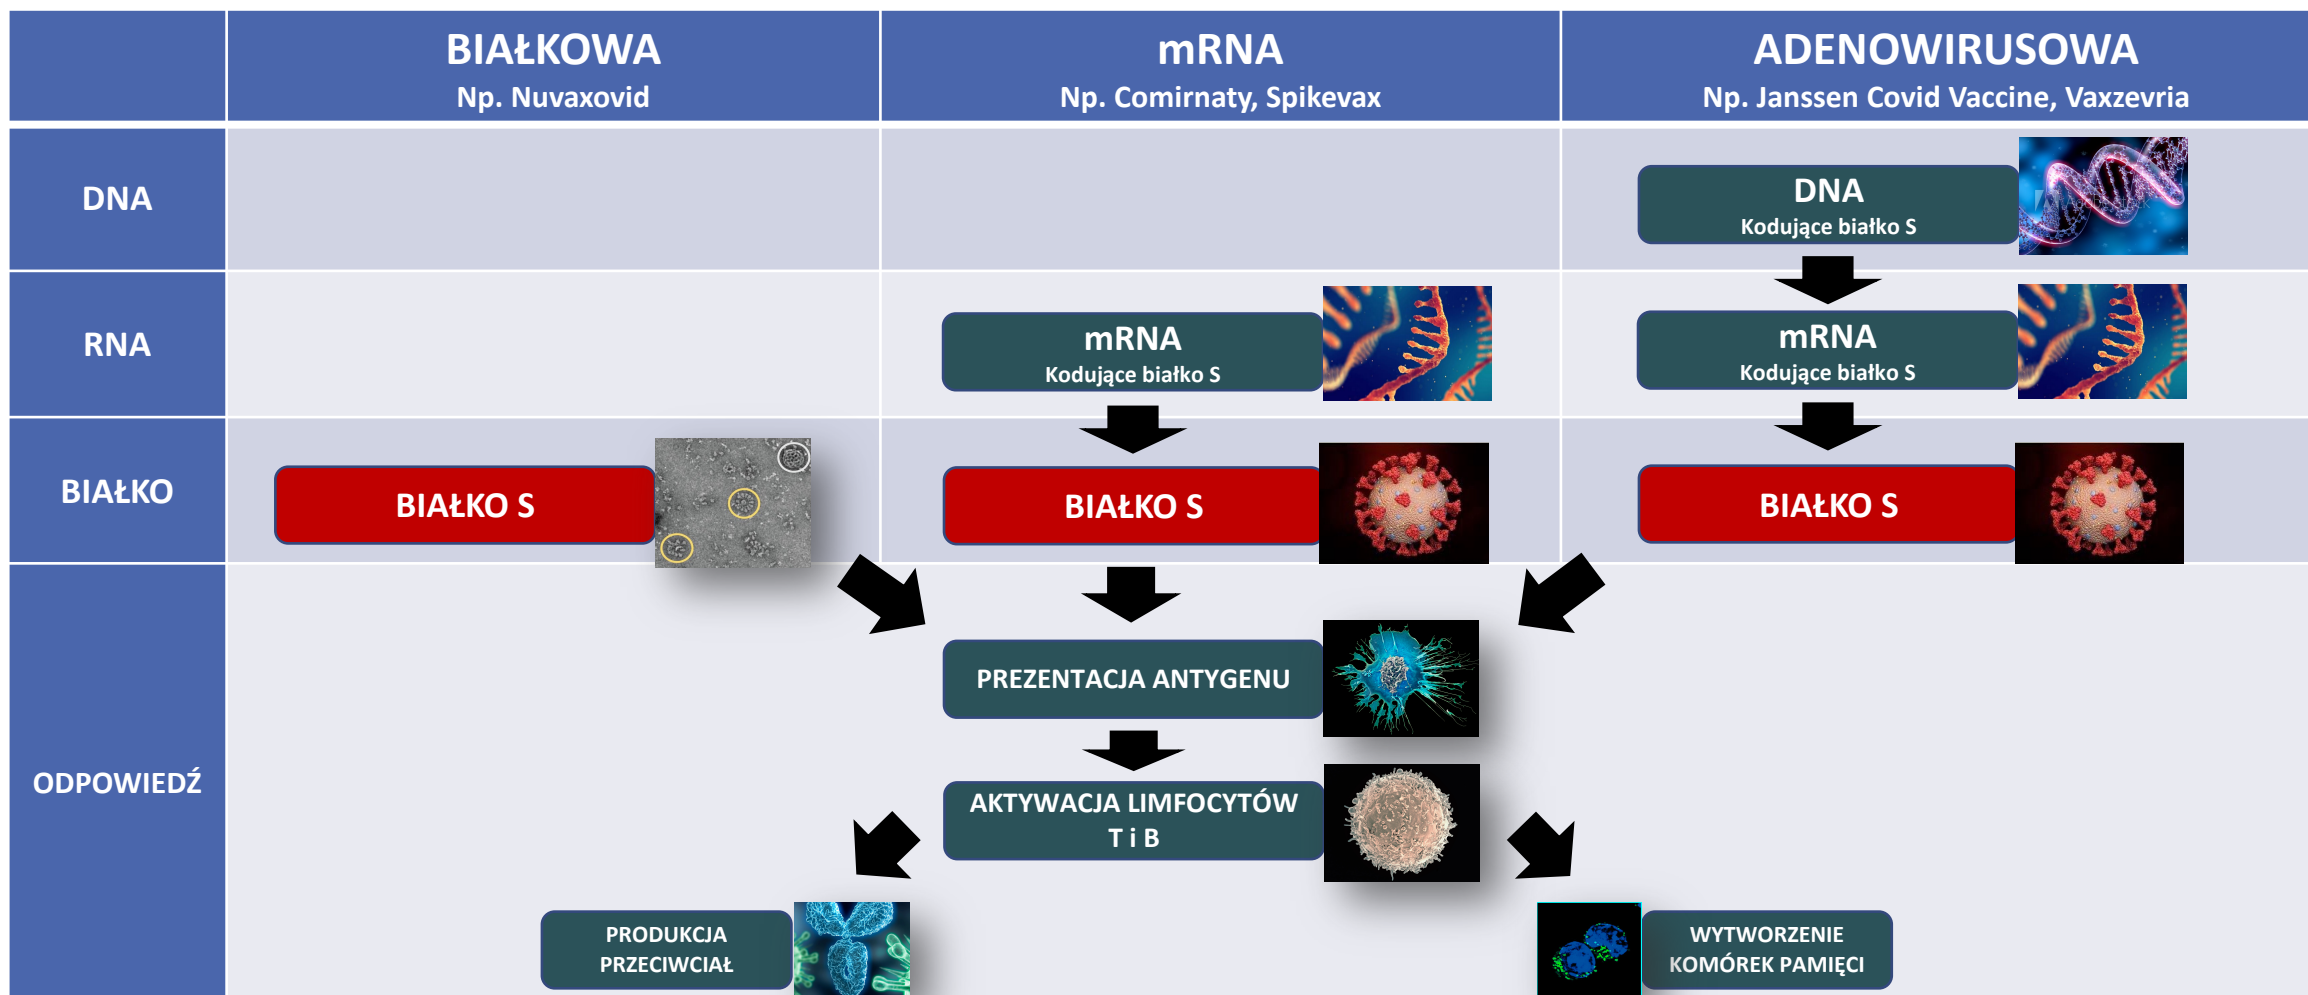 BIAŁKOWA
Np. Nuvaxovid
mRNA
Np. Comirnaty, Spikevax
ADENOWIRUSOWA
Np. Janssen Covid Vaccine, Vaxzevria
DNA
DNA
Kodujące białko S
RNA
mRNA
Kodujące białko S
mRNA
Kodujące białko S
BIAŁKO
BIAŁKO S
BIAŁKO S
BIAŁKO S
ODPOWIEDŹ
PREZENTACJA ANTYGENU
AKTYWACJA LIMFOCYTÓW
T i B
PRODUKCJA
PRZECIWCIAŁ
WYTWORZENIE
KOMÓREK PAMIĘCI